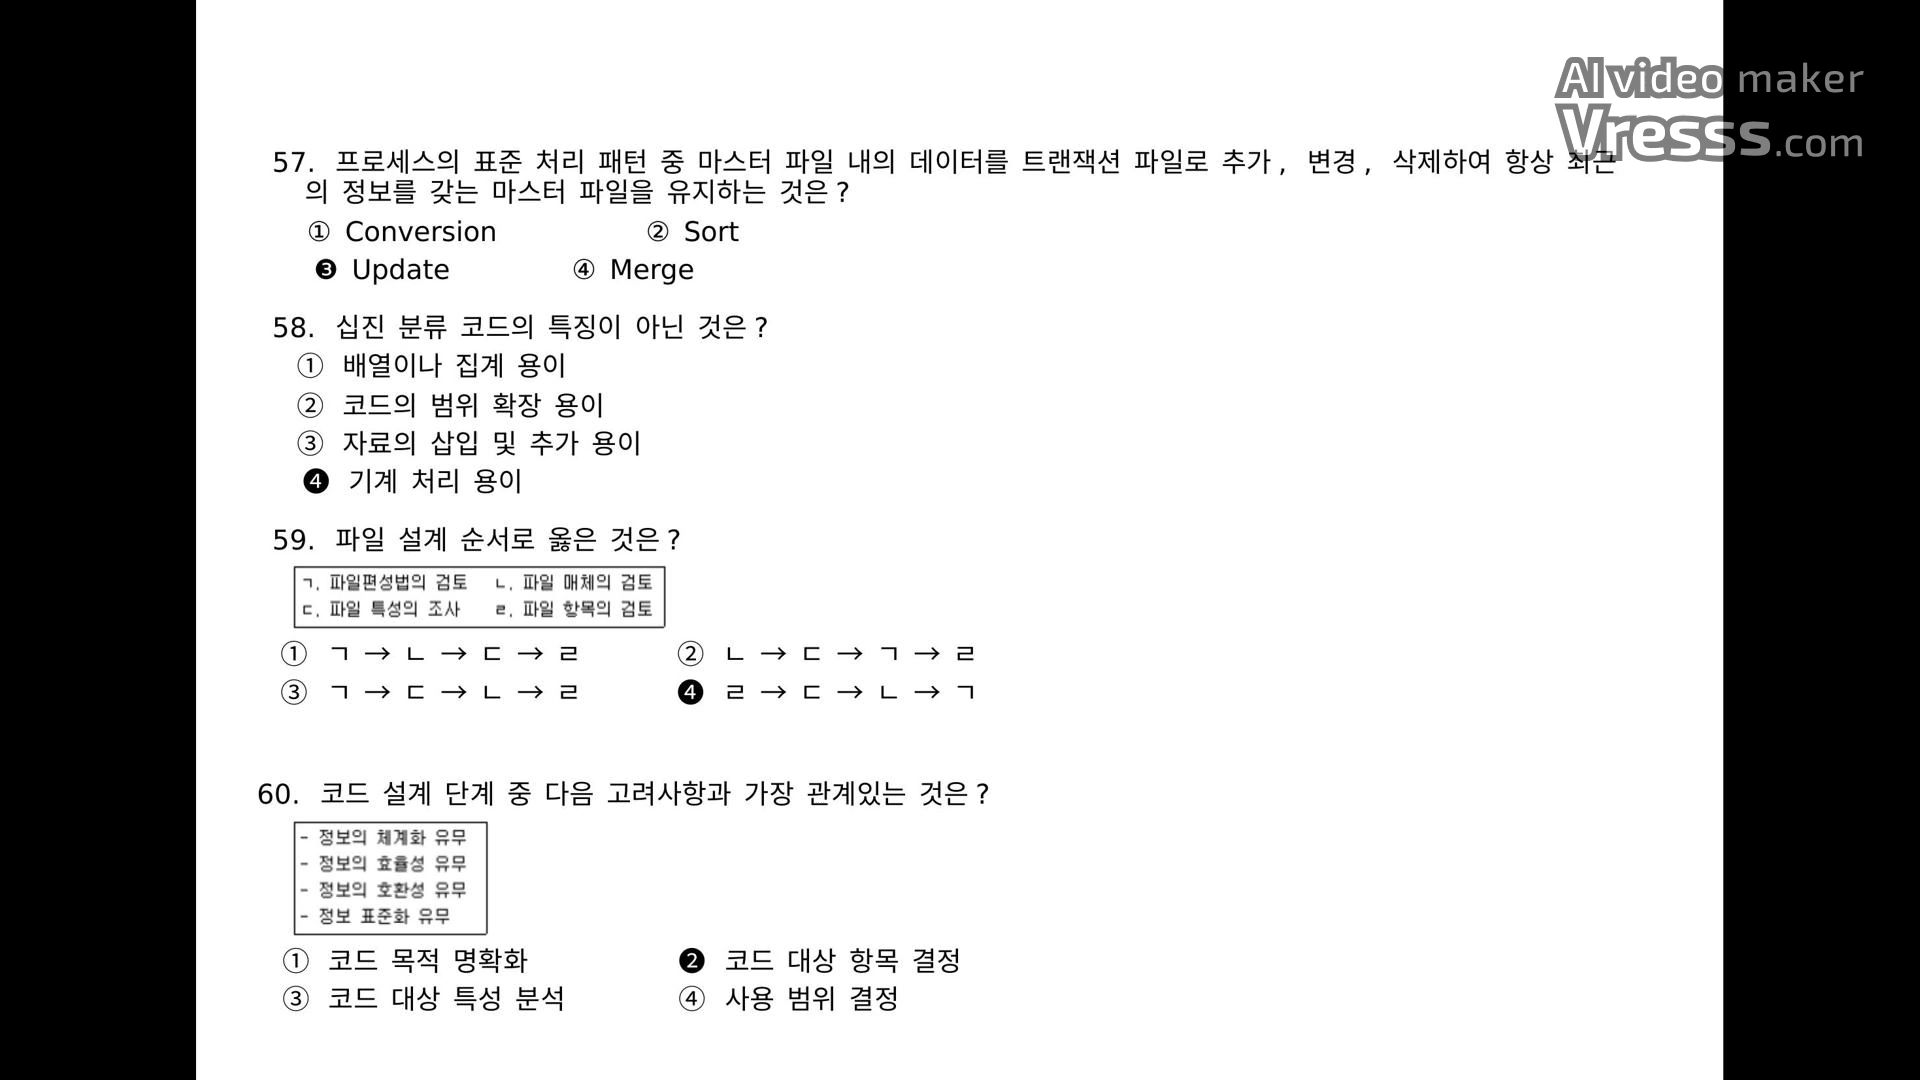 AI video maker
Vresss.com
57. 프로세스의 표준 처리 패턴 중 마스터 파일 내의 데이터를 트랜잭션 파일로 추가, 변경, 삭제하여 항상 최근
의 정보를 갖는 마스터 파일을 유지하는 것은?
① Conversion ② Sort
❸ Update ④ Merge
58. 십진 분류 코드의 특징이 아닌 것은?
① 배열이나 집계 용이
② 코드의 범위 확장 용이
③ 자료의 삽입 및 추가 용이
❹ 기계 처리 용이
59. 파일 설계 순서로 옳은 것은?
ㄱ. 파일편성법의 검토 ㄴ. 파일 매체의 검토
ㄷ. 파일 특성의 조사 ㄹ. 파일 항목의 검토
① ㄱ → ㄴ → ㄷ → ㄹ ② ㄴ → ㄷ → ㄱ → ㄹ
③ ㄱ → ㄷ → ㄴ → ㄹ ❹ ㄹ → ㄷ → ㄴ → ㄱ
60. 코드 설계 단계 중 다음 고려사항과 가장 관계있는 것은?
- 정보의 체계화 유무
- 정보의 효율성 유무
- 정보의 호환성 유무
- 정보 표준화 유무
① 코드 목적 명확화 ❷ 코드 대상 항목 결정
③ 코드 대상 특성 분석 ④ 사용 범위 결정